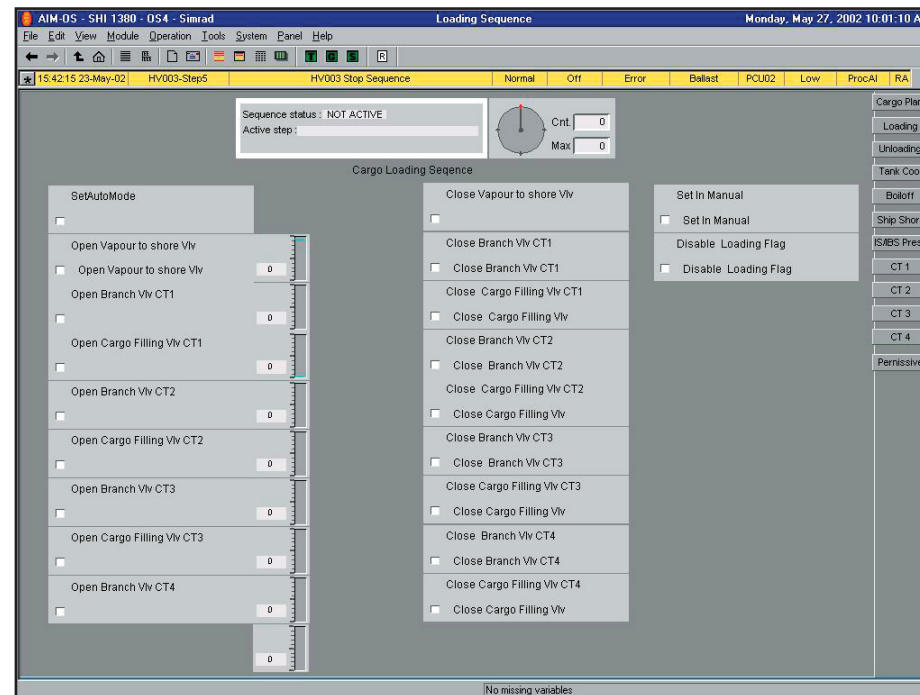 AIM-OS - SHI 1380 - OS4 - Simrad Loading Sequence Monday, May 27, 2002 10:01:10 A
File Edit View Module Operation Tools System Panel Help
T G S R
* 15:42:15 23-May-02 HV003-Step5 HV003 Stop Sequence Normal Off Error Ballast PCU02 Low ProcAl RA
Sequence status : NOT ACTIVE
Active step :
Cnt. 0
Max 0
Cargo Loading Seqence
SetAutoMode
Open Vapour to shore Vlv
Open Vapour to shore Vlv 0
Open Branch Vlv CT1
0
Open Cargo Filling Vlv CT1
0
Open Branch Vlv CT2
0
Open Cargo Filling Vlv CT2
0
Open Branch Vlv CT3
0
Open Cargo Filling Vlv CT3
0
Open Branch Vlv CT4
0
0
Close Vapour to shore Vlv
Close Branch Vlv CT1
Close Branch Vlv CT1
Close Cargo Filling Vlv CT1
Close Cargo Filling Vlv
Close Branch Vlv CT2
Close Branch Vlv CT2
Close Cargo Filling Vlv CT2
Close Cargo Filling Vlv
Close Branch Vlv CT3
Close Branch Vlv CT3
Close Cargo Filling Vlv CT3
Close Cargo Filling Vlv
Close Branch Vlv CT4
Close Branch Vlv CT4
Close Cargo Filling Vlv CT4
Close Cargo Filling Vlv
Set In Manual
Set In Manual
Disable Loading Flag
Disable Loading Flag
Cargo Plan
Loading
Unloading
Tank Coo
Boiloff
Ship Shor
IS/IBS Pres
CT 1
CT 2
CT 3
CT 4
Pernissive
No missing variables